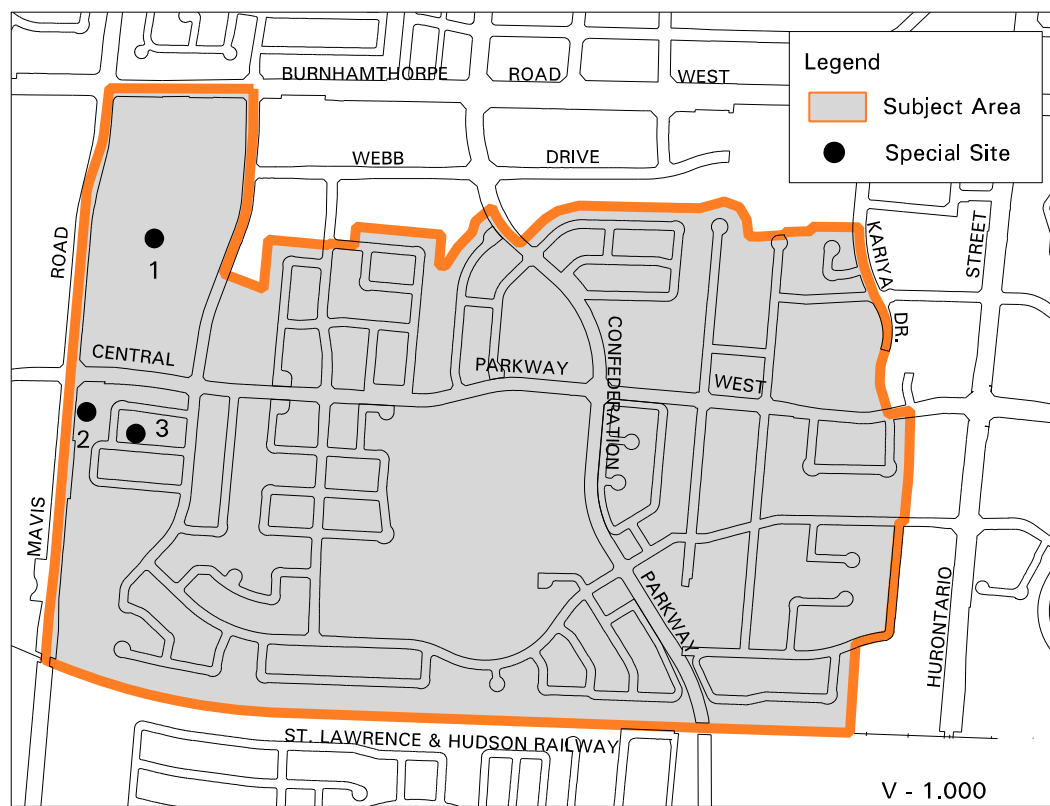 BURNHAMTHORPE ROAD WEST
Legend
Subject Area
Special Site
WEBB DRIVE
ROAD
1
KARIYA
DR.
STREET
CENTRAL
PARKWAY
CONFEDERATION
WEST
2
3
MAVIS
PARKWAY
HURONTARIO
ST. LAWRENCE & HUDSON RAILWAY
V - 1.000